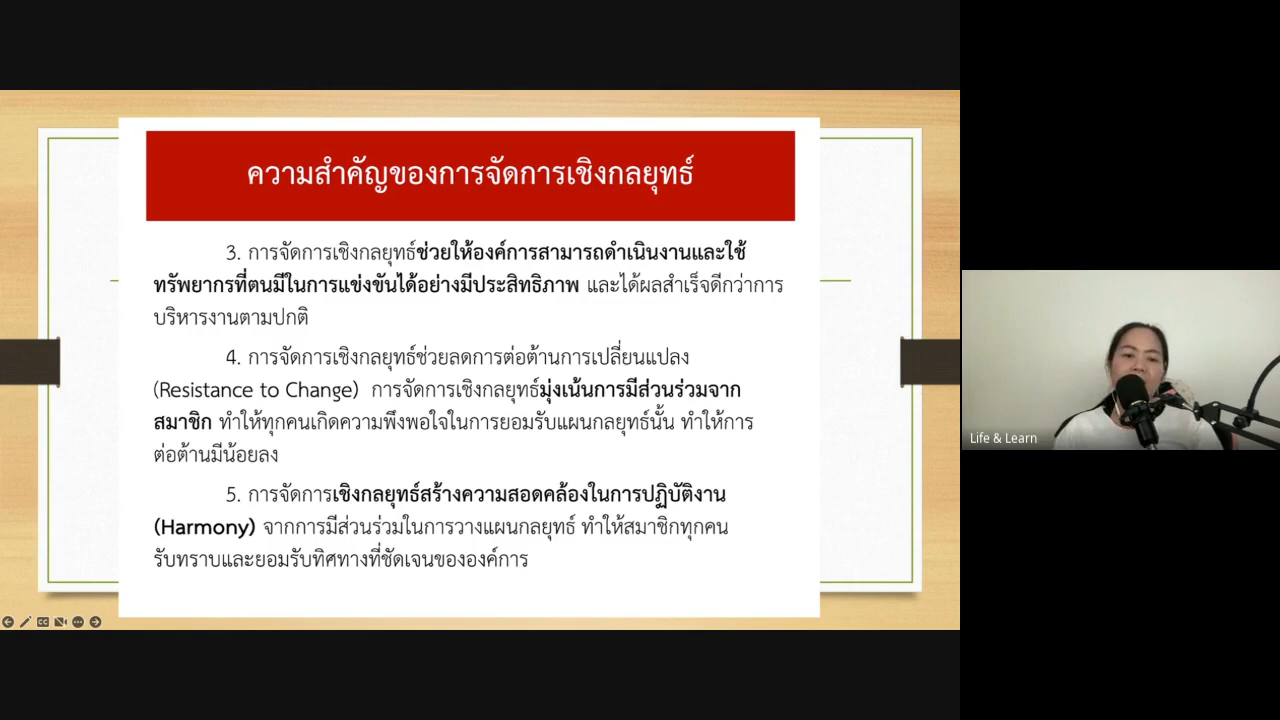 ความสำคัญของการจัดการเชิงกลยุทธ์
3. การจัดการเชิงกลยุทธ์ช่วยให้องค์การสามารถดำเนินงานและใช้
ทรัพยากรที่ตนมีในการแข่งขันได้อย่างมีประสิทธิภาพ และได้ผลสำเร็จดีกว่าการ
บริหารงานตามปกติ
4. การจัดการเชิงกลยุทธ์ช่วยลดการต่อต้านการเปลี่ยนแปลง
(Resistance to Change) การจัดการเชิงกลยุทธ์มุ่งเน้นการมีส่วนร่วมจาก
สมาชิก ทำให้ทุกคนเกิดความพึงพอใจในการยอมรับแผนกลยุทธ์นั้น ทำให้การ
ต่อต้านมีน้อยลง
5. การจัดการเชิงกลยุทธ์สร้างความสอดคล้องในการปฏิบัติงาน
(Harmony) จากการมีส่วนร่วมในการวางแผนกลยุทธ์ ทำให้สมาชิกทุกคน
รับทราบและยอมรับทิศทางที่ชัดเจนขององค์การ
CC
Life & Learn